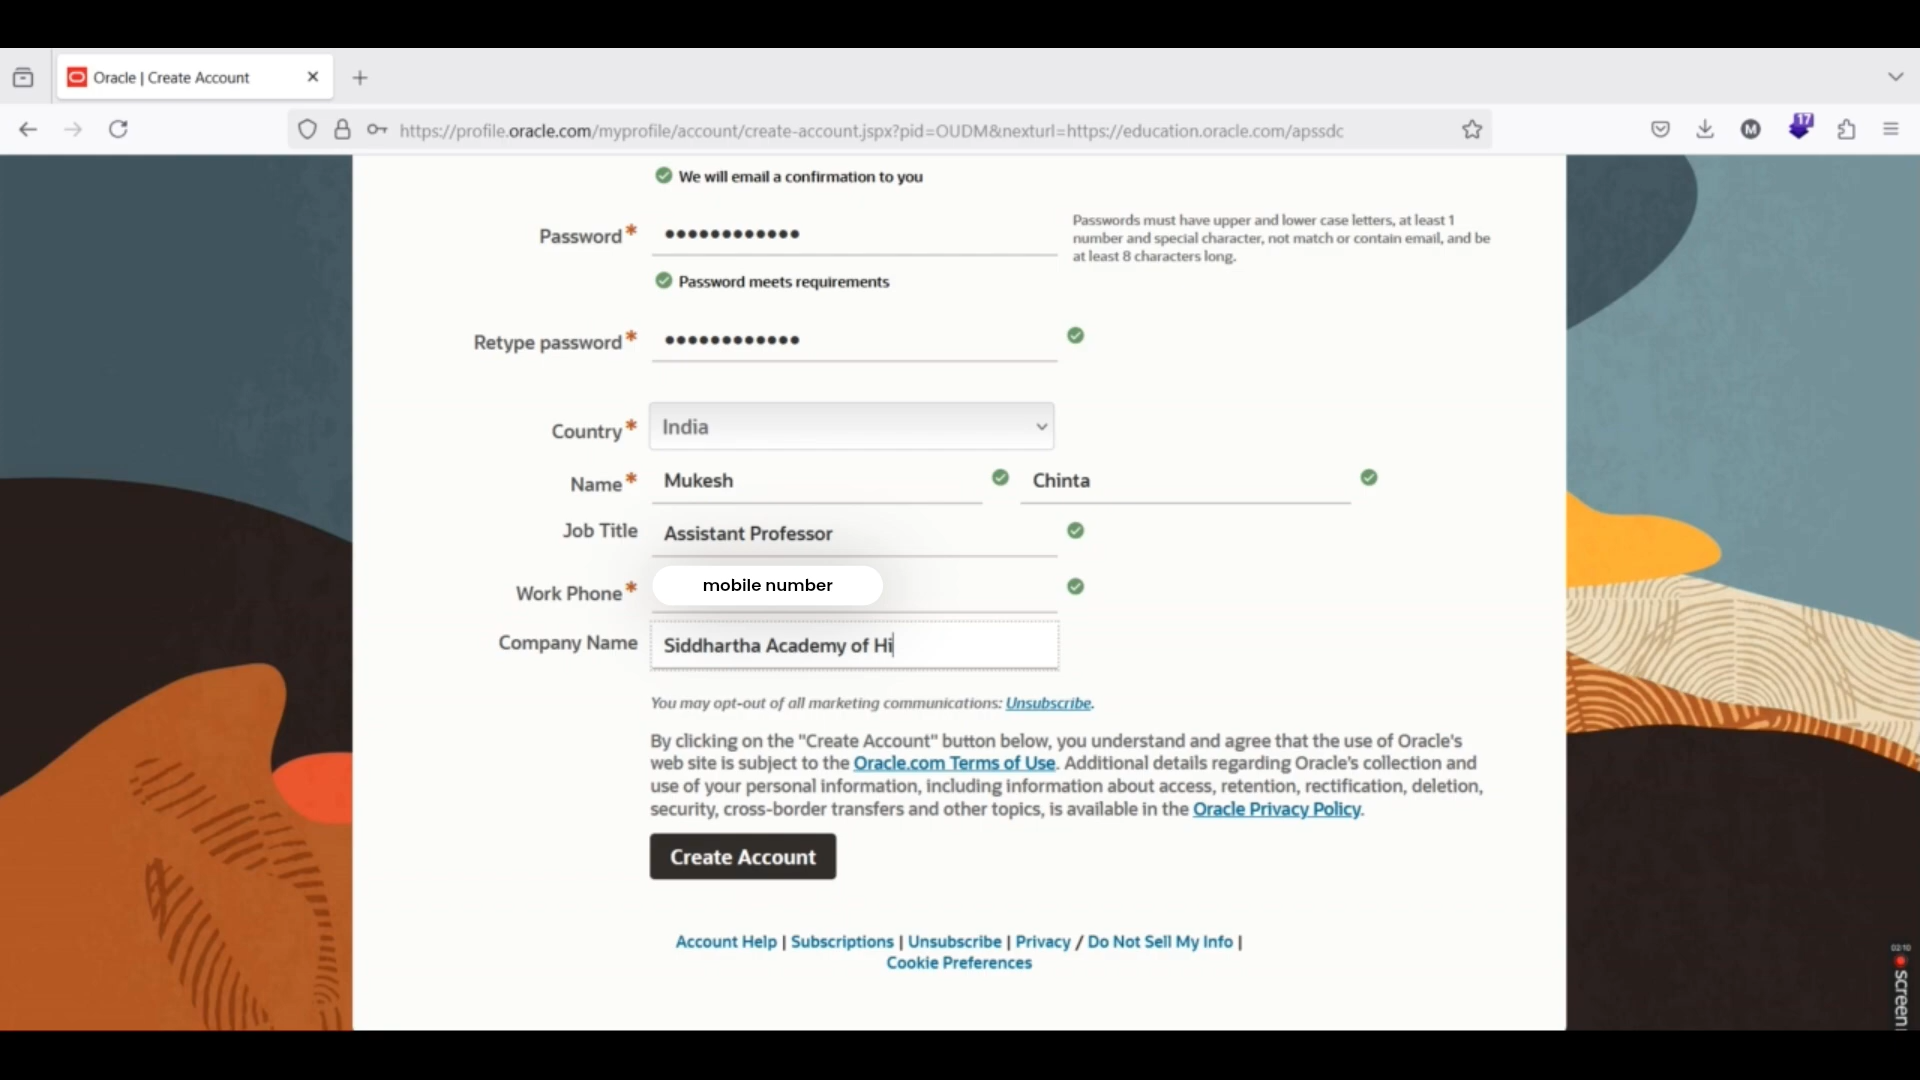 Oracle | Create Account
https://profile.oracle.com/myprofile/account/create-account.jspx?pid=OUDM&nexturl=https://education.oracle.com/apssdc
M
17
We will email a confirmation to you
Password* ••••••••••••
Passwords must have upper and lower case letters, at least 1
number and special character, not match or contain email, and be
at least 8 characters long.
Password meets requirements
Retype password* ••••••••••••
Country* India
Name* Mukesh Chinta
Job Title Assistant Professor
Work Phone* mobile number
Company Name Siddhartha Academy of Hi
You may opt-out of all marketing communications: Unsubscribe.
By clicking on the "Create Account" button below, you understand and agree that the use of Oracle's
web site is subject to the Oracle.com Terms of Use. Additional details regarding Oracle's collection and
use of your personal information, including information about access, retention, rectification, deletion,
security, cross-border transfers and other topics, is available in the Oracle Privacy Policy.
Create Account
Account Help | Subscriptions | Unsubscribe | Privacy / Do Not Sell My Info |
Cookie Preferences
02:10
screen